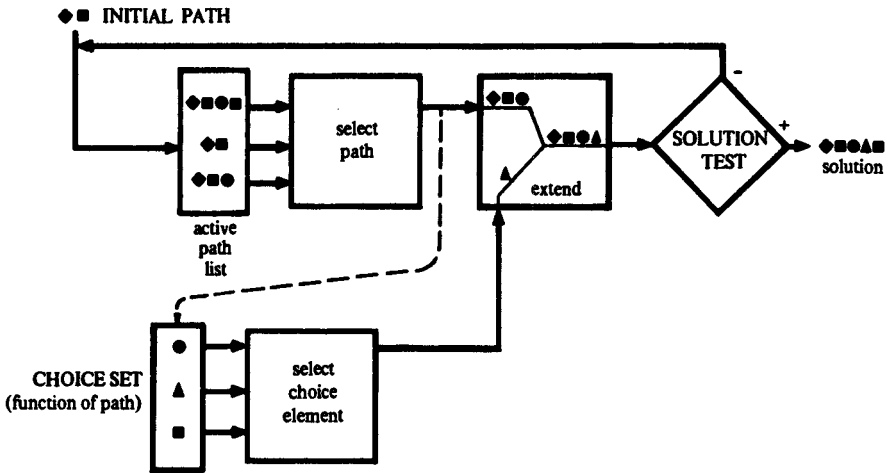 INITIAL PATH
select
path
extend
SOLUTION
TEST
-
+
solution
active
path
list
CHOICE SET
(function of path)
select
choice
element